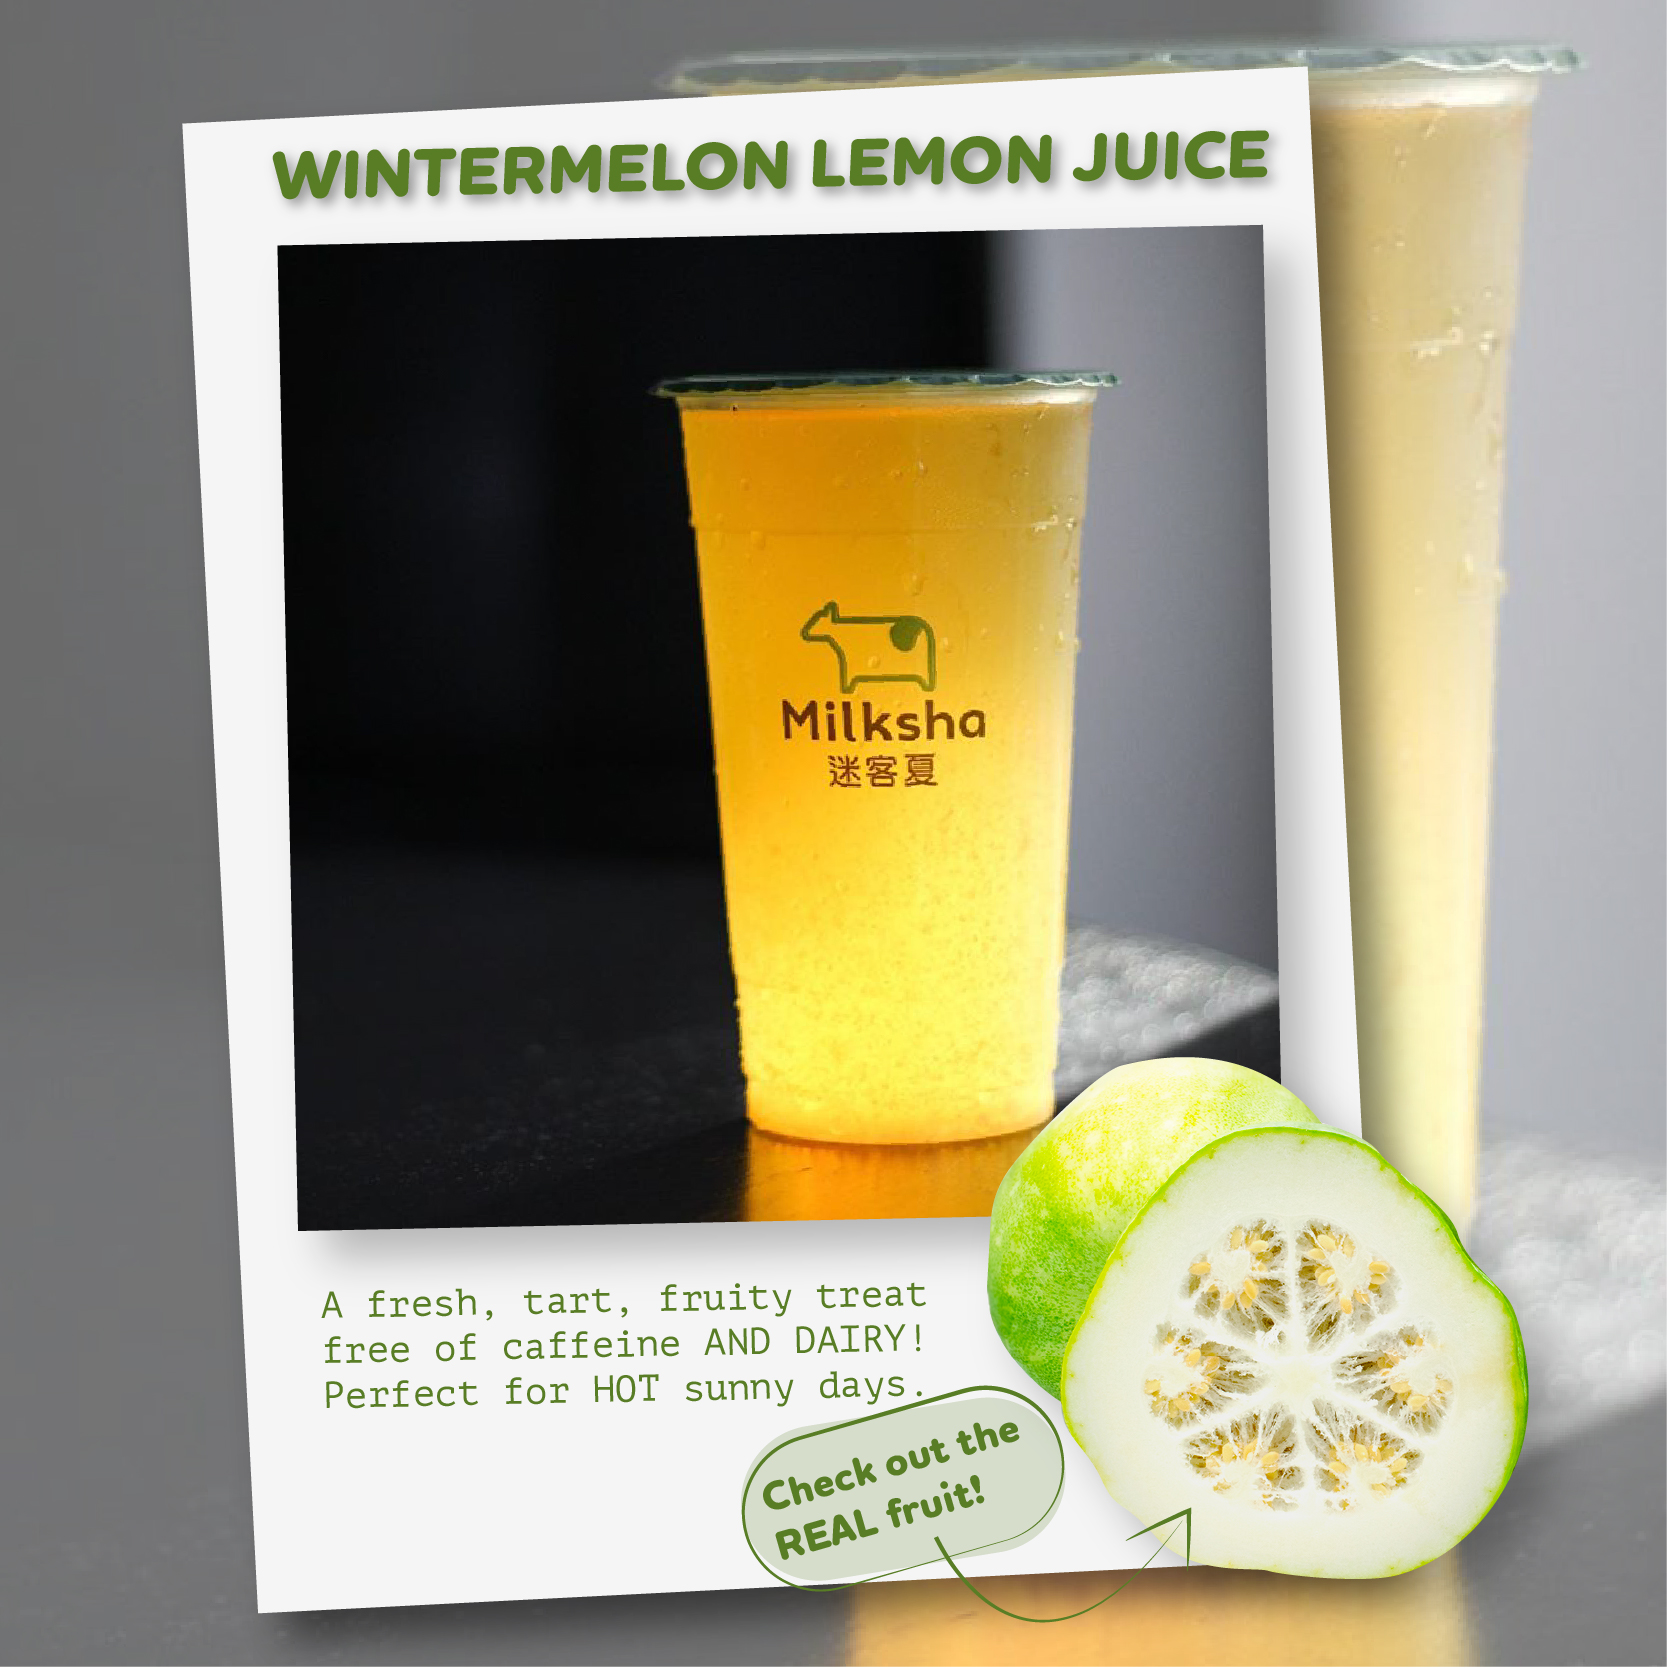 WINTERMELON LEMON JUICE
Milksha
迷客夏
A fresh, tart, fruity treat
free of caffeine AND DAIRY!
Perfect for HOT sunny days.
Check out the
REAL fruit!